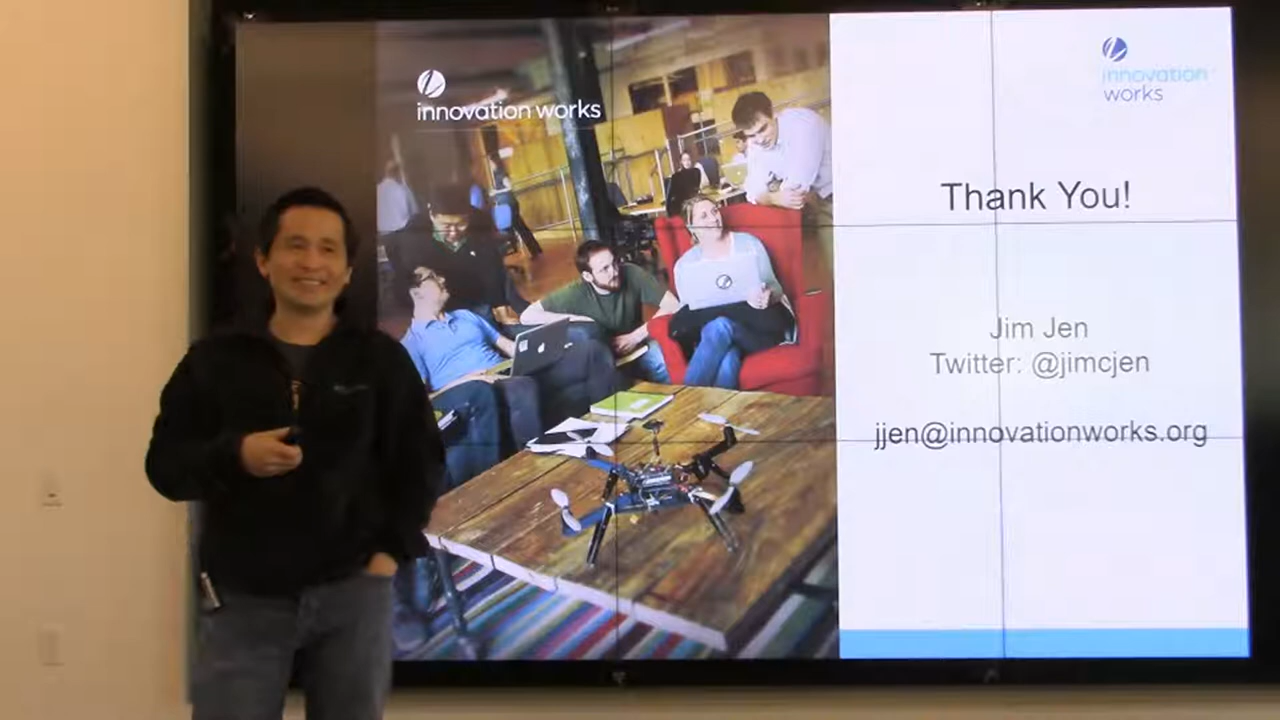 innovation works
innovation
works
Thank You!
Jim Jen
Twitter: @jimcjen
jjen@innovationworks.org